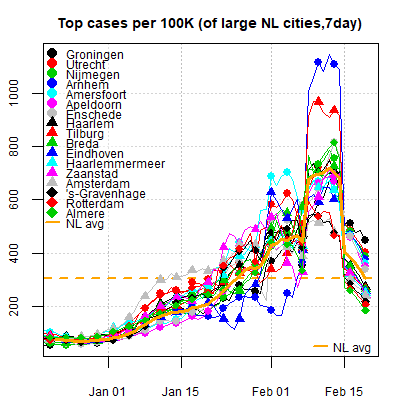 Top cases per 100K (of large NL cities,7day)
Groningen
Utrecht
Nijmegen
Arnhem
Amersfoort
Apeldoorn
Enschede
Haarlem
Tilburg
Breda
Eindhoven
Haarlemmermeer
Zaanstad
Amsterdam
's-Gravenhage
Rotterdam
Almere
NL avg
1000
800
600
400
200
NL avg
Jan 01 Jan 15 Feb 01 Feb 15